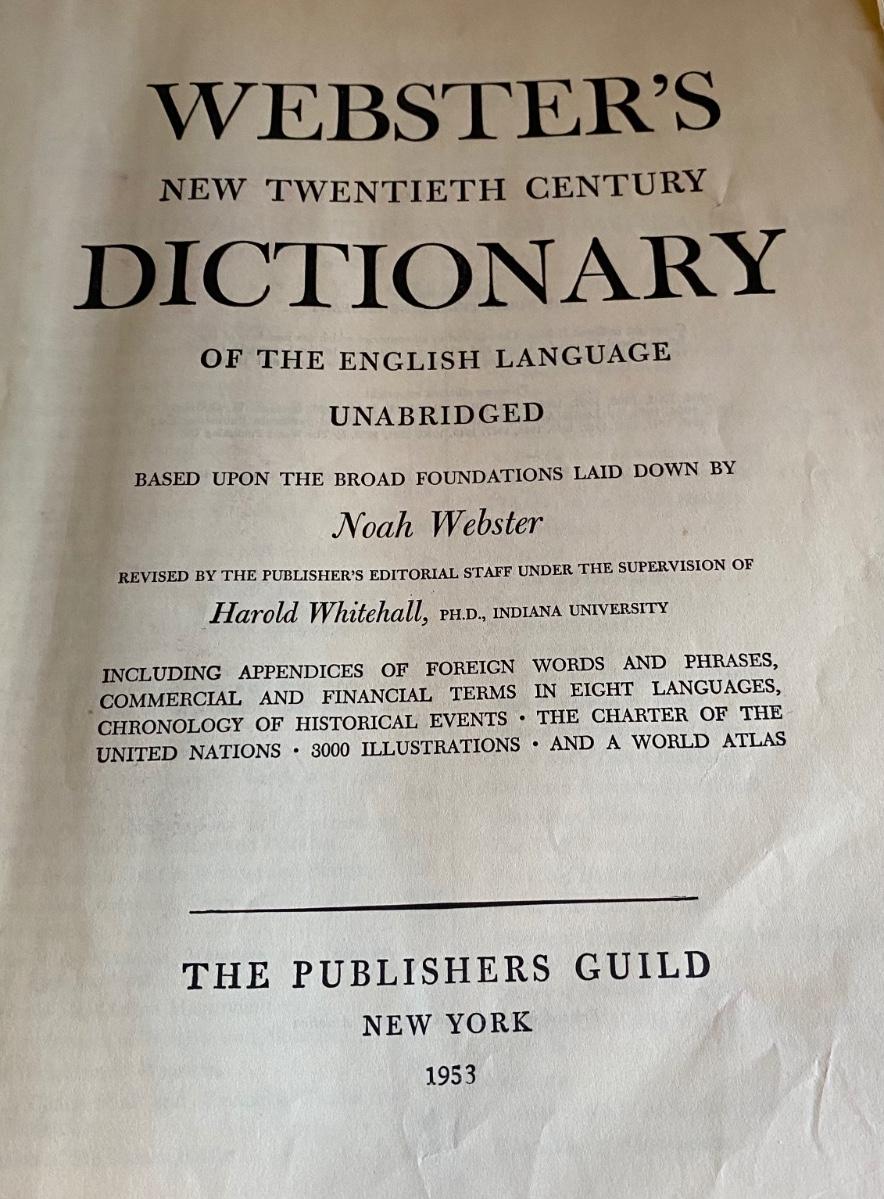 WEBSTER'S
NEW TWENTIETH CENTURY
DICTIONARY
OF THE ENGLISH LANGUAGE
UNABRIDGED
BASED UPON THE BROAD FOUNDATIONS LAID DOWN BY
Noah Webster
REVISED BY THE PUBLISHER'S EDITORIAL STAFF UNDER THE SUPERVISION OF
Harold Whitehall, PH.D., INDIANA UNIVERSITY
INCLUDING APPENDICES OF FOREIGN WORDS AND PHRASES,
COMMERCIAL AND FINANCIAL TERMS IN EIGHT LANGUAGES,
CHRONOLOGY OF HISTORICAL EVENTS · THE CHARTER OF THE
UNITED NATIONS · 3000 ILLUSTRATIONS · AND A WORLD ATLAS
THE PUBLISHERS GUILD
NEW YORK
1953